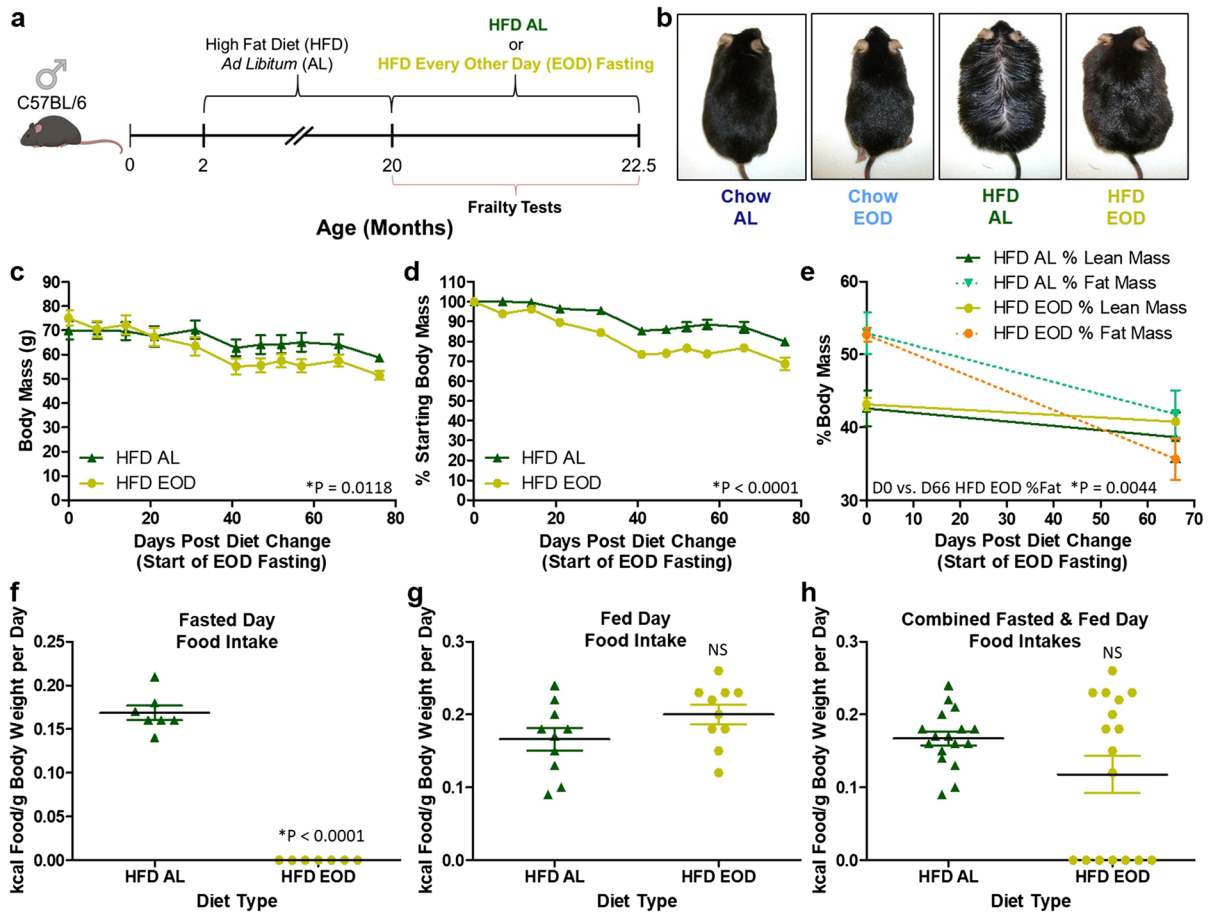 a
High Fat Diet (HFD)
Ad Libitum (AL)
HFD AL
or
HFD Every Other Day (EOD) Fasting
C57BL/6
0
2
20
22.5
Frailty Tests
Age (Months)
b
Chow
AL
Chow
EOD
HFD
AL
HFD
EOD
c
Body Mass (g)
90
80
70
60
50
40
30
20
10
0
HFD AL
HFD EOD
*P = 0.0118
0 20 40 60 80
Days Post Diet Change
(Start of EOD Fasting)
d
% Starting Body Mass
110
100
90
80
70
60
50
40
30
20
10
0
HFD AL
HFD EOD
*P < 0.0001
0 20 40 60 80
Days Post Diet Change
(Start of EOD Fasting)
e
HFD AL % Lean Mass
HFD AL % Fat Mass
HFD EOD % Lean Mass
HFD EOD % Fat Mass
% Body Mass
60
50
40
30
D0 vs. D66 HFD EOD %Fat *P = 0.0044
0 10 20 30 40 50 60 70
Days Post Diet Change
(Start of EOD Fasting)
f
Fasted Day
Food Intake
kcal Food/g Body Weight per Day
0.25
0.20
0.15
0.10
0.05
0.00
*P < 0.0001
HFD AL
HFD EOD
Diet Type
g
Fed Day
Food Intake
kcal Food/g Body Weight per Day
0.3
0.2
0.1
0.0
NS
HFD AL
HFD EOD
Diet Type
h
Combined Fasted & Fed Day
Food Intakes
kcal Food/g Body Weight per Day
0.3
0.2
0.1
0.0
NS
HFD AL
HFD EOD
Diet Type